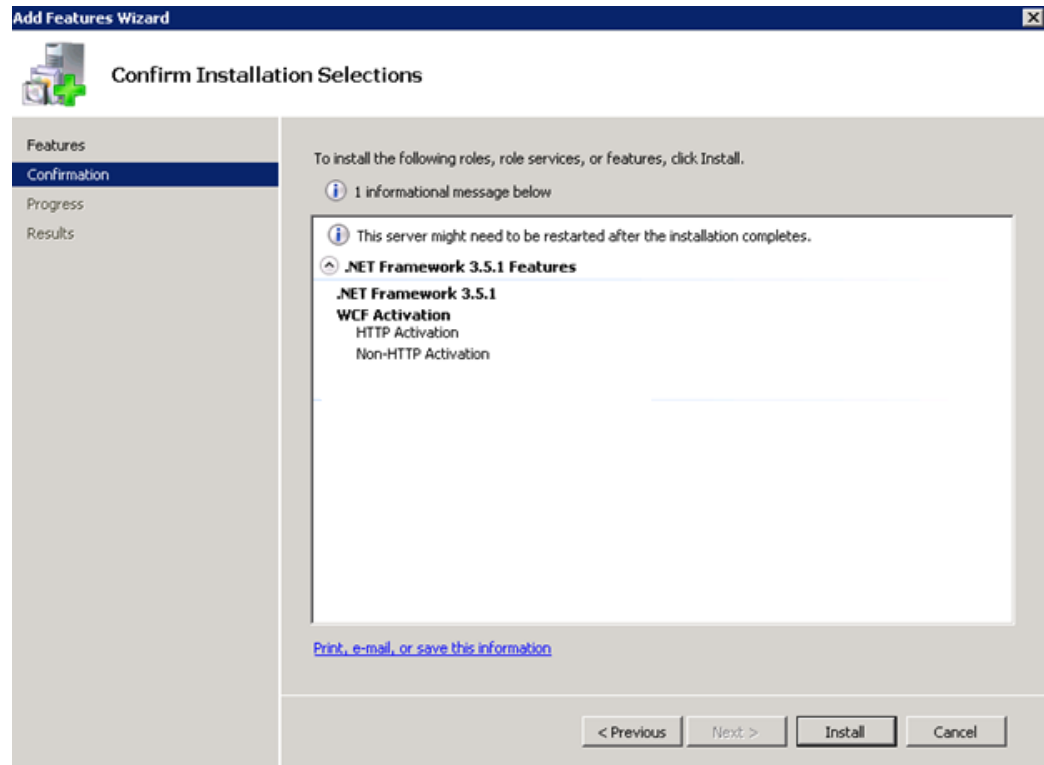 Add Features Wizard
Confirm Installation Selections
Features
Confirmation
Progress
Results
To install the following roles, role services, or features, click Install.
1 informational message below
This server might need to be restarted after the installation completes.
.NET Framework 3.5.1 Features
.NET Framework 3.5.1
WCF Activation
HTTP Activation
Non-HTTP Activation
Print, e-mail, or save this information
< Previous
Next >
Install
Cancel